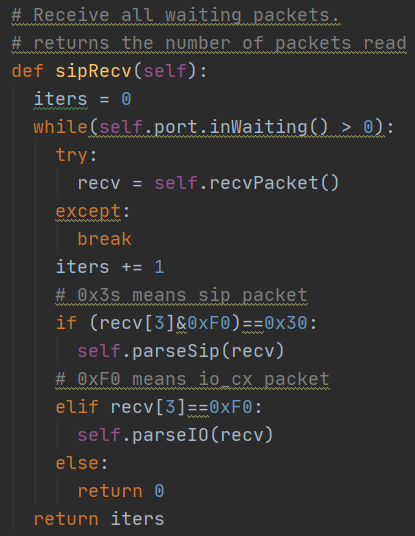 # Receive all waiting packets.
# returns the number of packets read
def sipRecv(self):
  iters = 0
  while(self.port.inWaiting() > 0):
    try:
      recv = self.recvPacket()
    except:
      break
    iters += 1
    # 0x3s means sip packet
    if (recv[3]&0xF0)==0x30:
      self.parseSip(recv)
    # 0xF0 means io_cx packet
    elif recv[3]==0xF0:
      self.parseIO(recv)
    else:
      return 0
  return iters